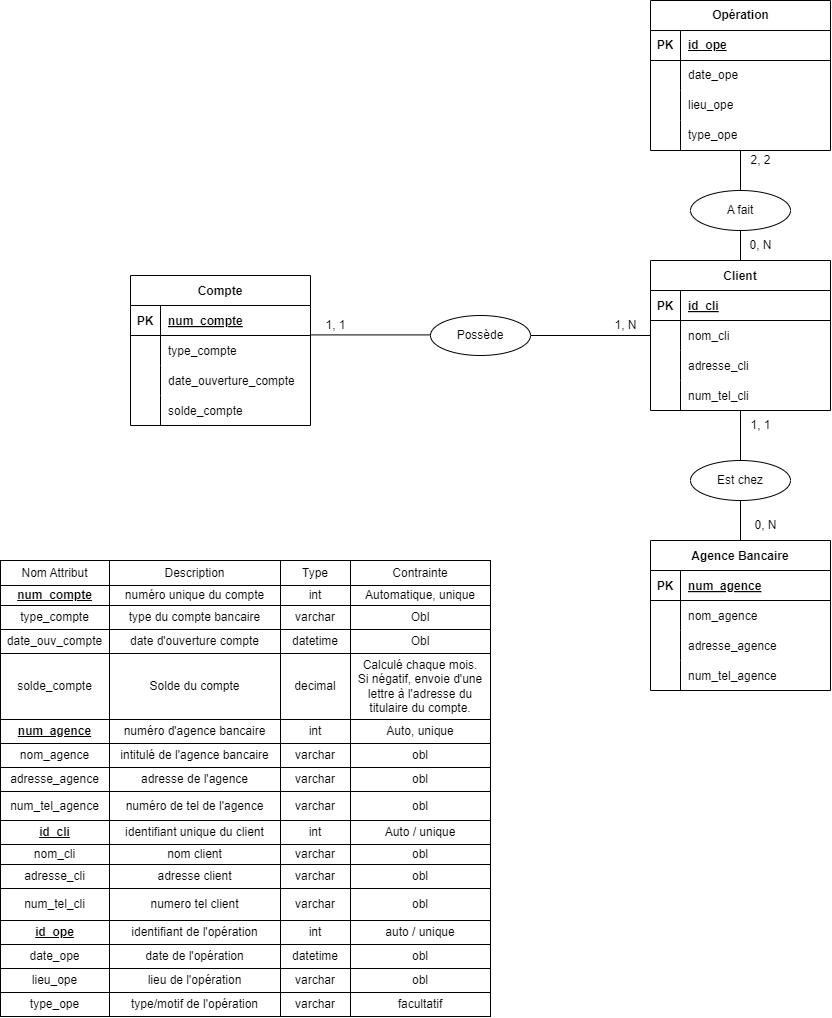 Opération
PK id_ope
date_ope
lieu_ope
type_ope
2, 2
A fait
0, N
Client
PK id_cli
nom_cli
adresse_cli
num_tel_cli
Compte
PK num_compte
type_compte
date_ouverture_compte
solde_compte
1, 1
Possède
1, N
1, 1
Est chez
0, N
Agence Bancaire
PK num_agence
nom_agence
adresse_agence
num_tel_agence
Nom Attribut Description Type Contrainte
num_compte numéro unique du compte int Automatique, unique
type_compte type du compte bancaire varchar Obl
date_ouv_compte date d'ouverture compte datetime Obl
solde_compte Solde du compte decimal Calculé chaque mois.
Si négatif, envoie d'une
lettre à l'adresse du
titulaire du compte.
num_agence numéro d'agence bancaire int Auto, unique
nom_agence intitulé de l'agence bancaire varchar obl
adresse_agence adresse de l'agence varchar obl
num_tel_agence numéro de tel de l'agence varchar obl
id_cli identifiant unique du client int Auto / unique
nom_cli nom client varchar obl
adresse_cli adresse client varchar obl
num_tel_cli numero tel client varchar obl
id_ope identifiant de l'opération int auto / unique
date_ope date de l'opération datetime obl
lieu_ope lieu de l'opération varchar obl
type_ope type/motif de l'opération varchar facultatif